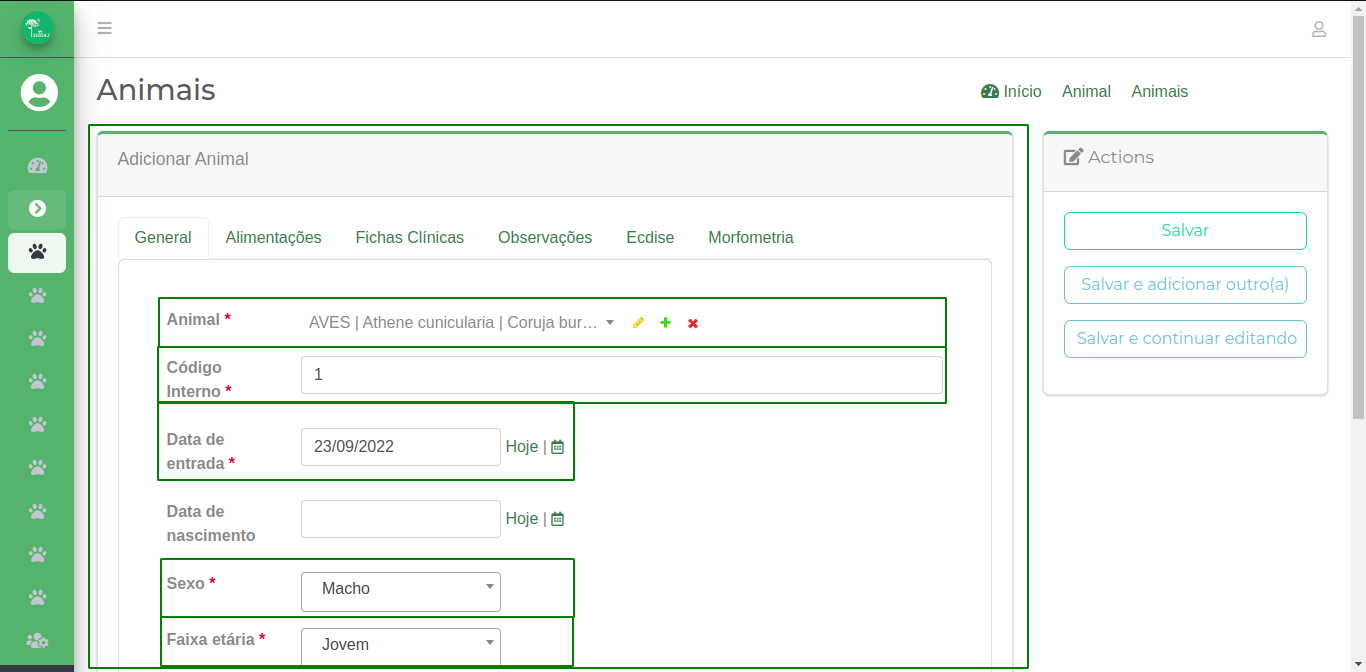 Animais
Início Animal Animais
Adicionar Animal
General Alimentações Fichas Clínicas Observações Ecdise Morfometria
Animal *
AVES | Athene cunicularia | Coruja bur...
Código
Interno *
1
Data de
entrada *
23/09/2022
Hoje |
Data de
nascimento
Hoje |
Sexo *
Macho
Faixa etária *
Jovem
Actions
Salvar
Salvar e adicionar outro(a)
Salvar e continuar editando